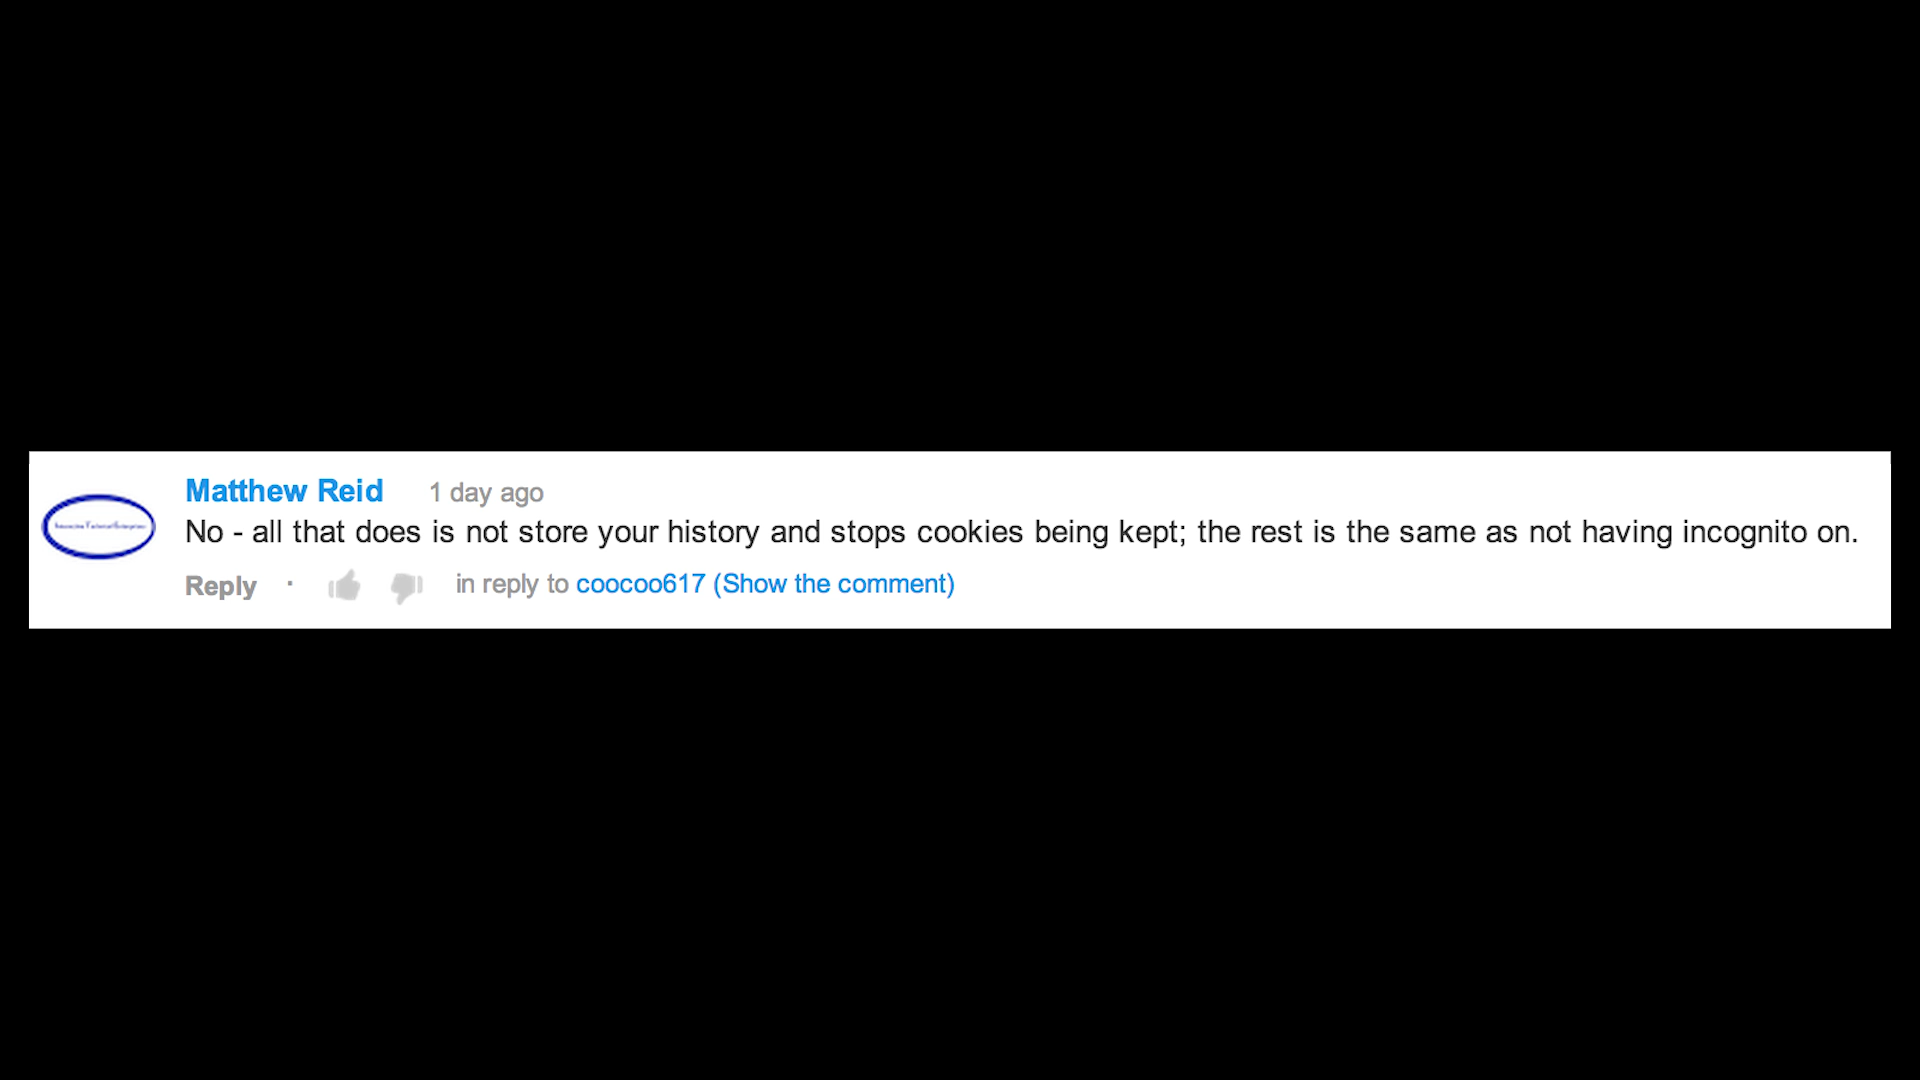 Matthew Reid 1 day ago
No - all that does is not store your history and stops cookies being kept; the rest is the same as not having incognito on.
Reply · in reply to coocoo617 (Show the comment)